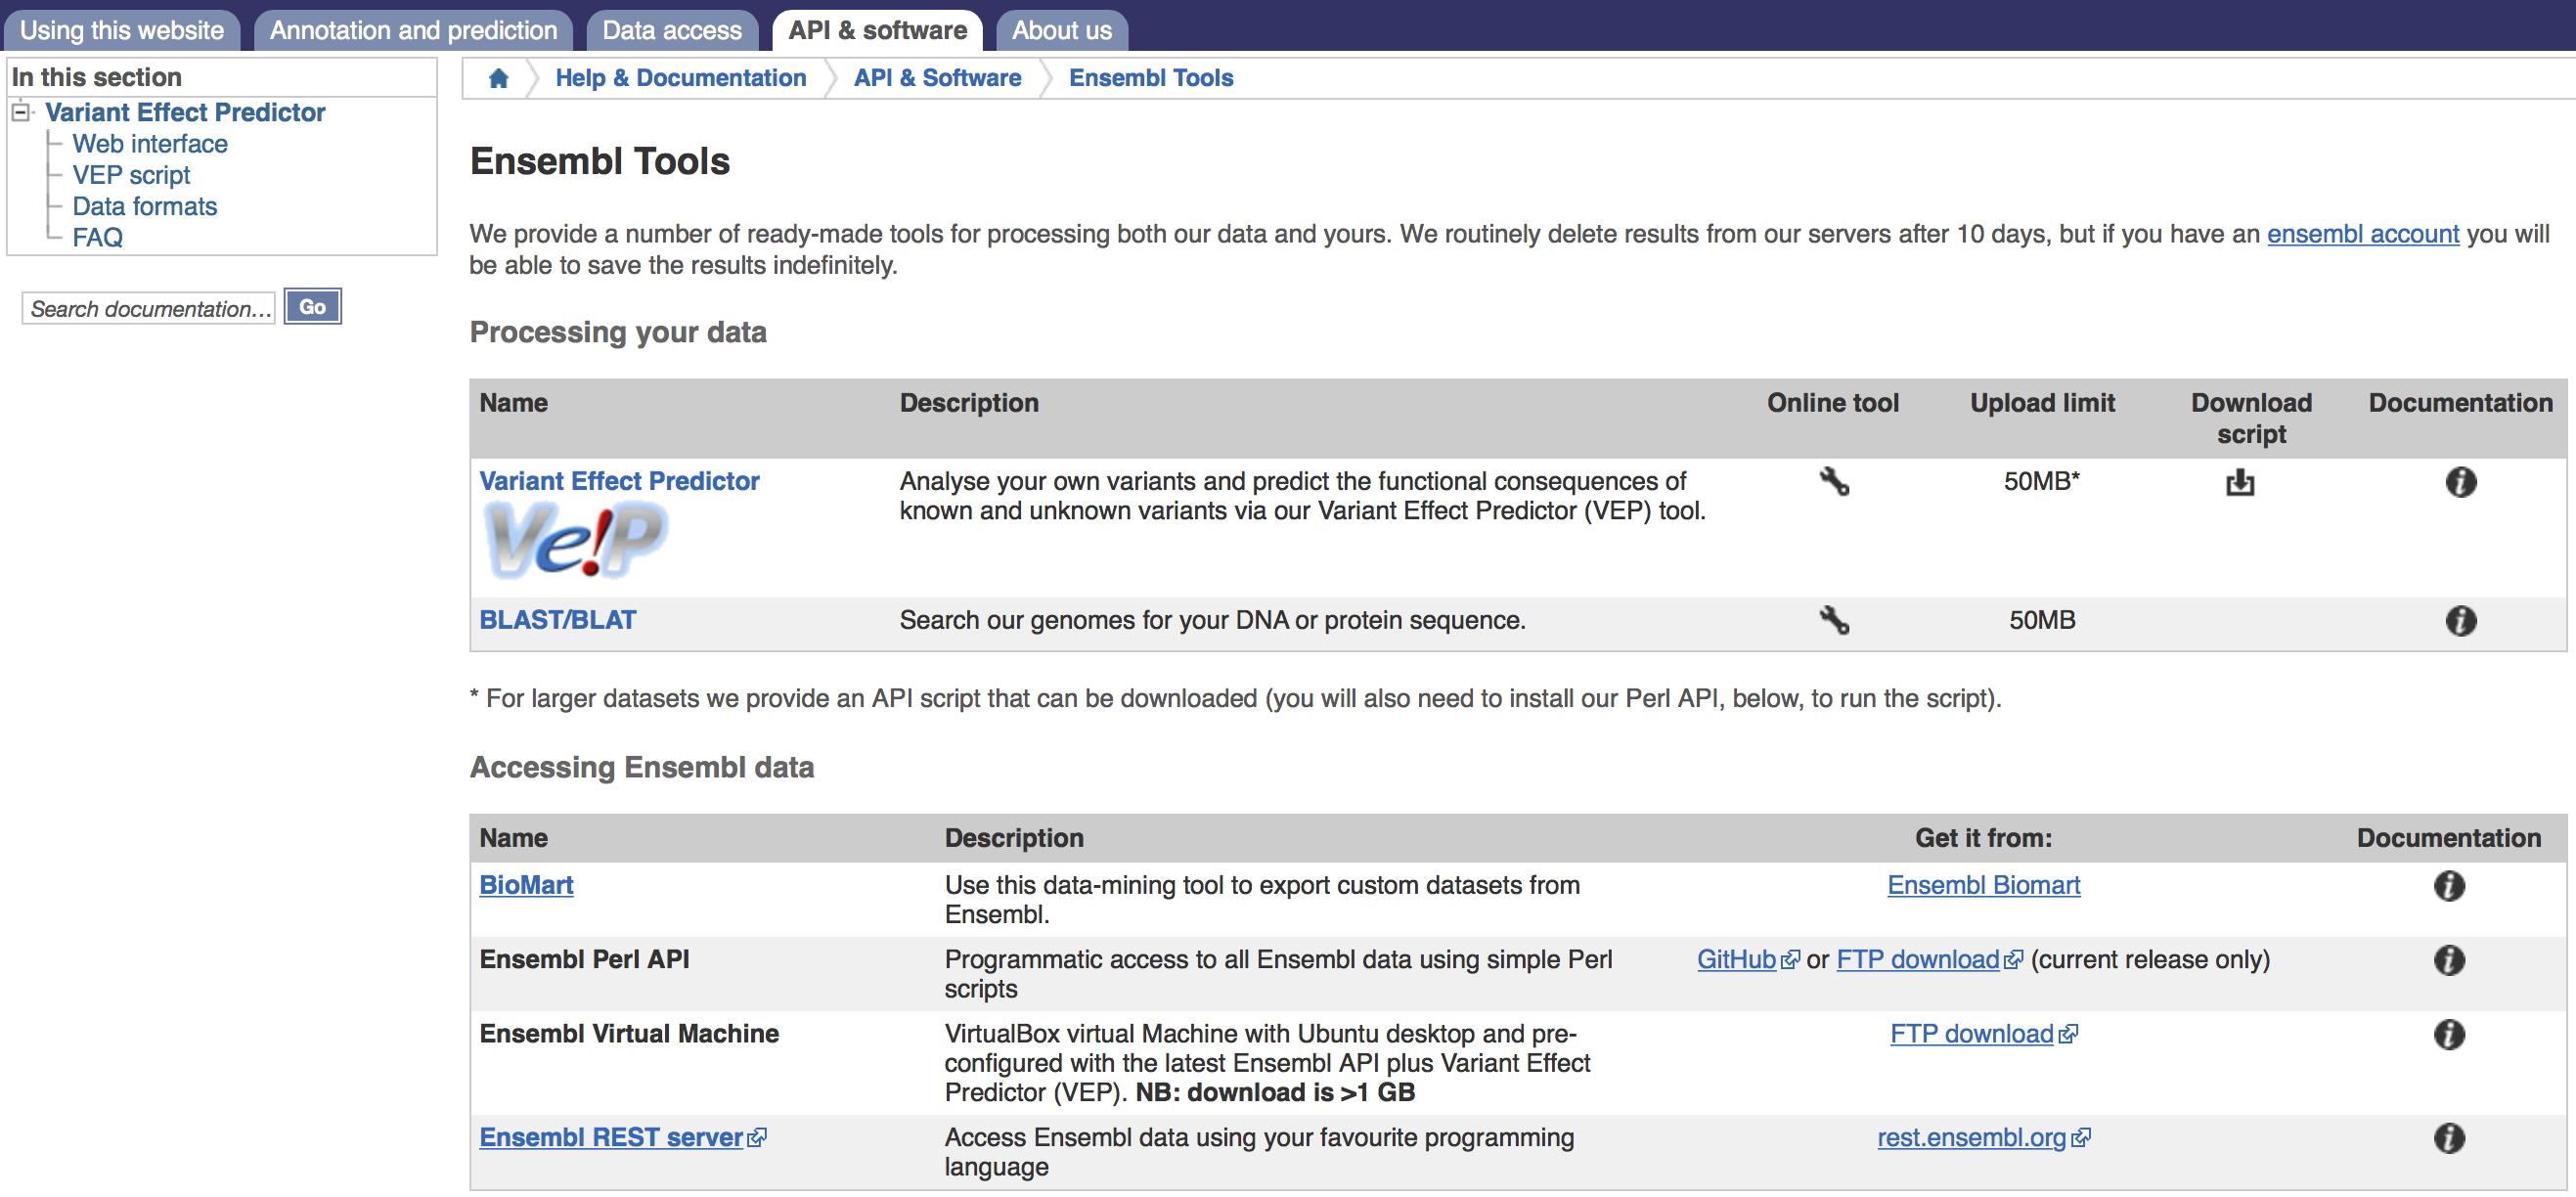 Using this website
Annotation and prediction
Data access
API & software
About us
In this section
Variant Effect Predictor
Web interface
VEP script
Data formats
FAQ
Search documentation...
Go
Help & Documentation
API & Software
Ensembl Tools
Ensembl Tools
We provide a number of ready-made tools for processing both our data and yours. We routinely delete results from our servers after 10 days, but if you have an ensembl account you will
be able to save the results indefinitely.
Processing your data
Name
Description
Online tool
Upload limit
Download
script
Documentation
Variant Effect Predictor
Ve!P
Analyse your own variants and predict the functional consequences of
known and unknown variants via our Variant Effect Predictor (VEP) tool.
50MB*
BLAST/BLAT
Search our genomes for your DNA or protein sequence.
50MB
* For larger datasets we provide an API script that can be downloaded (you will also need to install our Perl API, below, to run the script).
Accessing Ensembl data
Name
Description
Get it from:
Documentation
BioMart
Use this data-mining tool to export custom datasets from
Ensembl.
Ensembl Biomart
Ensembl Perl API
Programmatic access to all Ensembl data using simple Perl
scripts
GitHub or FTP download (current release only)
Ensembl Virtual Machine
VirtualBox virtual Machine with Ubuntu desktop and pre-
configured with the latest Ensembl API plus Variant Effect
Predictor (VEP). NB: download is >1 GB
FTP download
Ensembl REST server
Access Ensembl data using your favourite programming
language
rest.ensembl.org